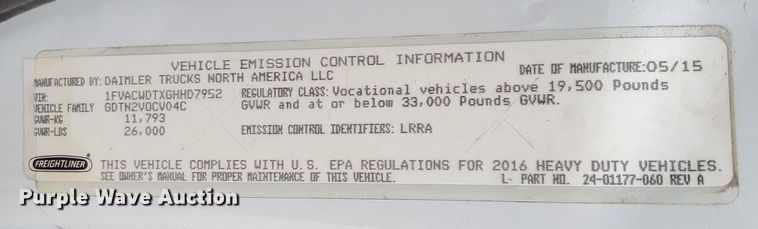 VEHICLE EMISSION CONTROL INFORMATION
DATE OF MANUFACTURE: 05/15
MANUFACTURED BY: DAIMLER TRUCKS NORTH AMERICA LLC
VIN: 1FVACWDTXGHHD7952
REGULATORY CLASS: Vocational vehicles above 19,500 Pounds
VEHICLE FAMILY GDTN2VOCV04C
GVWR and at or below 33,000 Pounds GVWR.
GVWR-KG 11,793
GVWR-LBS 26,000
EMISSION CONTROL IDENTIFIERS: LRRA
FREIGHTLINER
THIS VEHICLE COMPLIES WITH U.S. EPA REGULATIONS FOR 2016 HEAVY DUTY VEHICLES.
SEE OWNER'S MANUAL FOR PROPER MAINTENANCE OF THIS VEHICLE.
L- PART NO. 24-01177-060 REV A
Purple Wave Auction